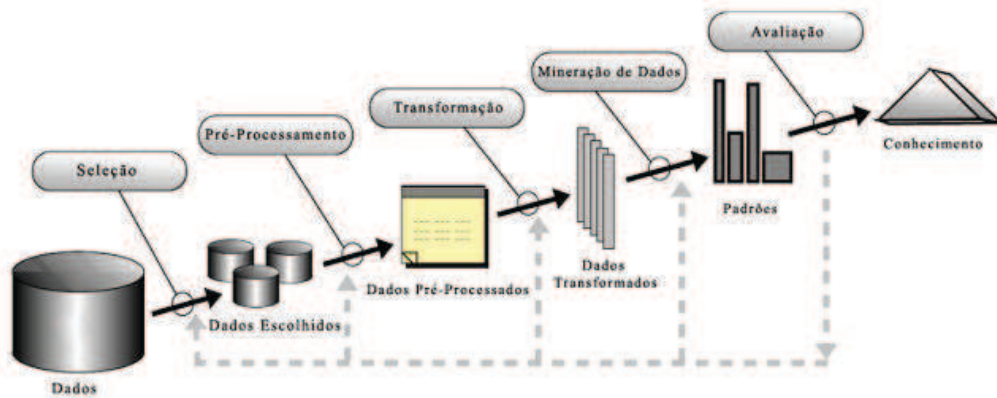 Avaliação
Mineração de Dados
Transformação
Pré-Processamento
Seleção
Conhecimento
Padrões
Dados
Transformados
Dados Pré-Processados
Dados Escolhidos
Dados